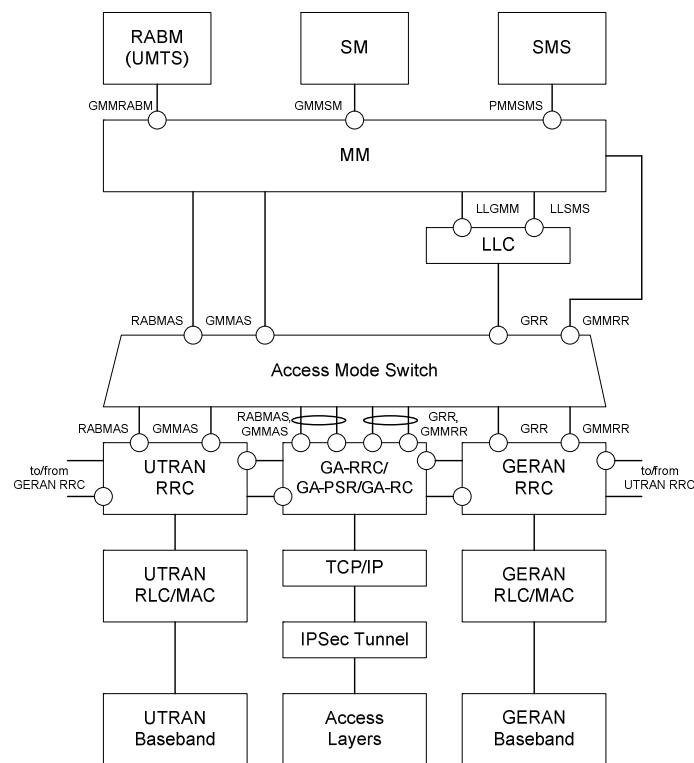 RABM
(UMTS)
SM
SMS
GMMRABM
GMMSM
PMMSMS
MM
LLGMM
LLSMS
LLC
RABMAS
GMMAS
GRR
GMMRR
Access Mode Switch
RABMAS
GMMAS
RABMAS,
GMMAS
GRR,
GMMRR
GRR
GMMRR
to/from
GERAN RRC
UTRAN
RRC
GA-RRC/
GA-PSR/GA-RC
GERAN
RRC
to/from
UTRAN RRC
UTRAN
RLC/MAC
TCP/IP
GERAN
RLC/MAC
IPSec Tunnel
UTRAN
Baseband
Access
Layers
GERAN
Baseband